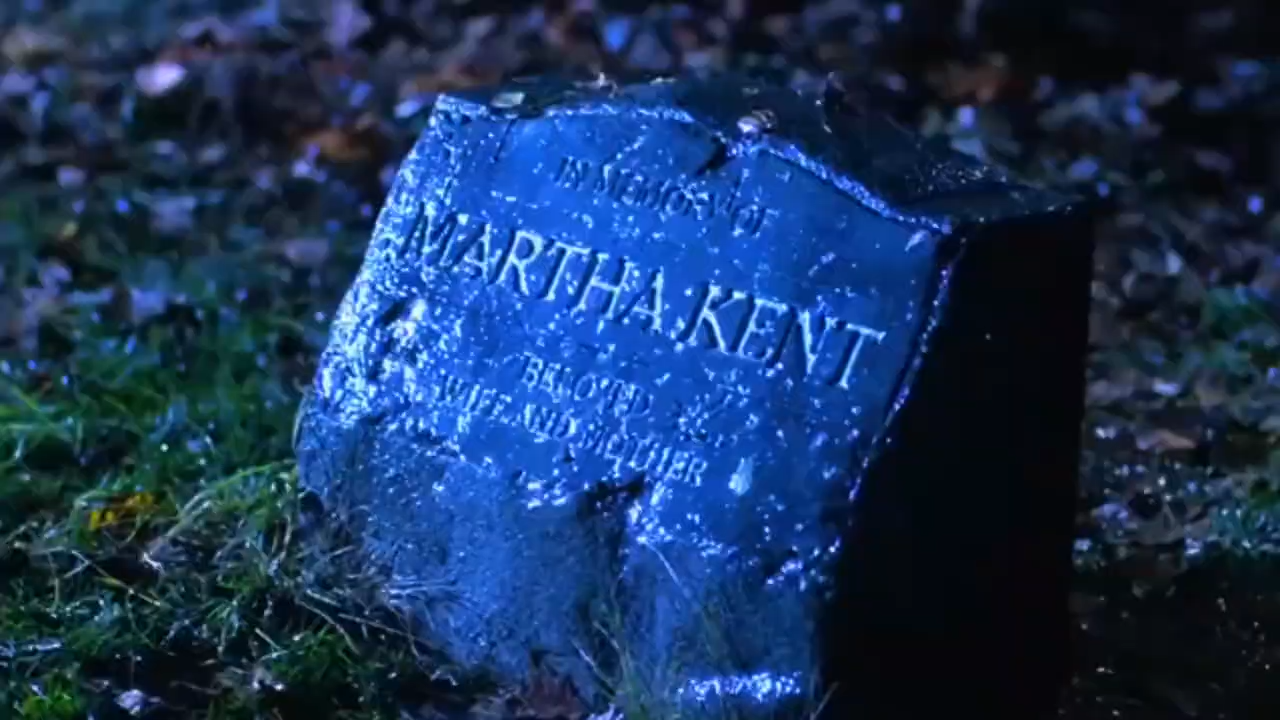 IN MEMORY OF
MARTHA KENT
BELOVED
WIFE AND MOTHER